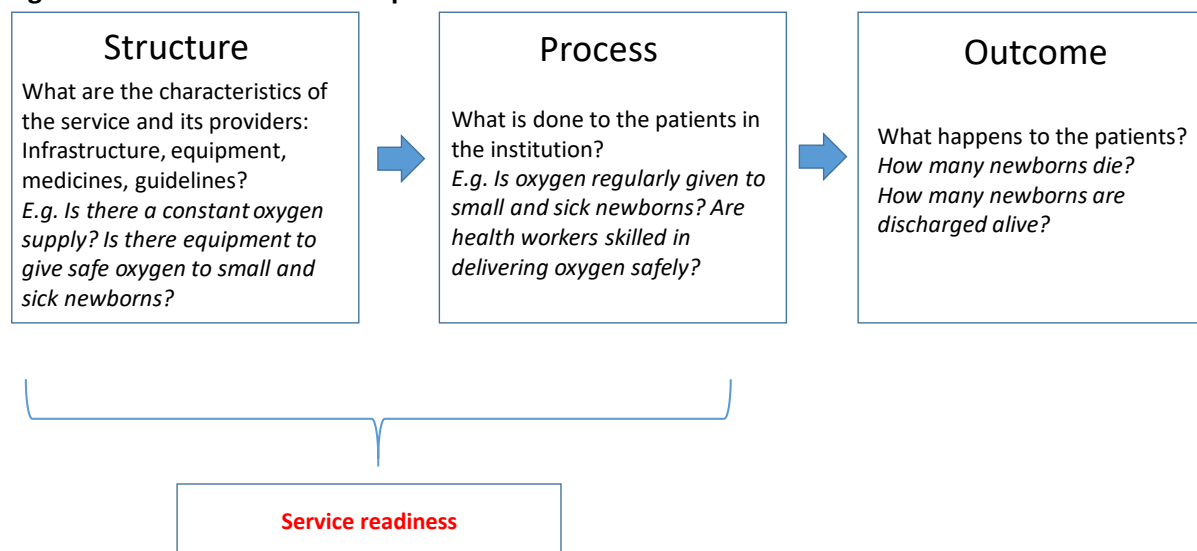 Structure
What are the characteristics of
the service and its providers:
Infrastructure, equipment,
medicines, guidelines?
E.g. Is there a constant oxygen
supply? Is there equipment to
give safe oxygen to small and
sick newborns?
Process
What is done to the patients in
the institution?
E.g. Is oxygen regularly given to
small and sick newborns? Are
health workers skilled in
delivering oxygen safely?
Outcome
What happens to the patients?
How many newborns die?
How many newborns are
discharged alive?
Service readiness